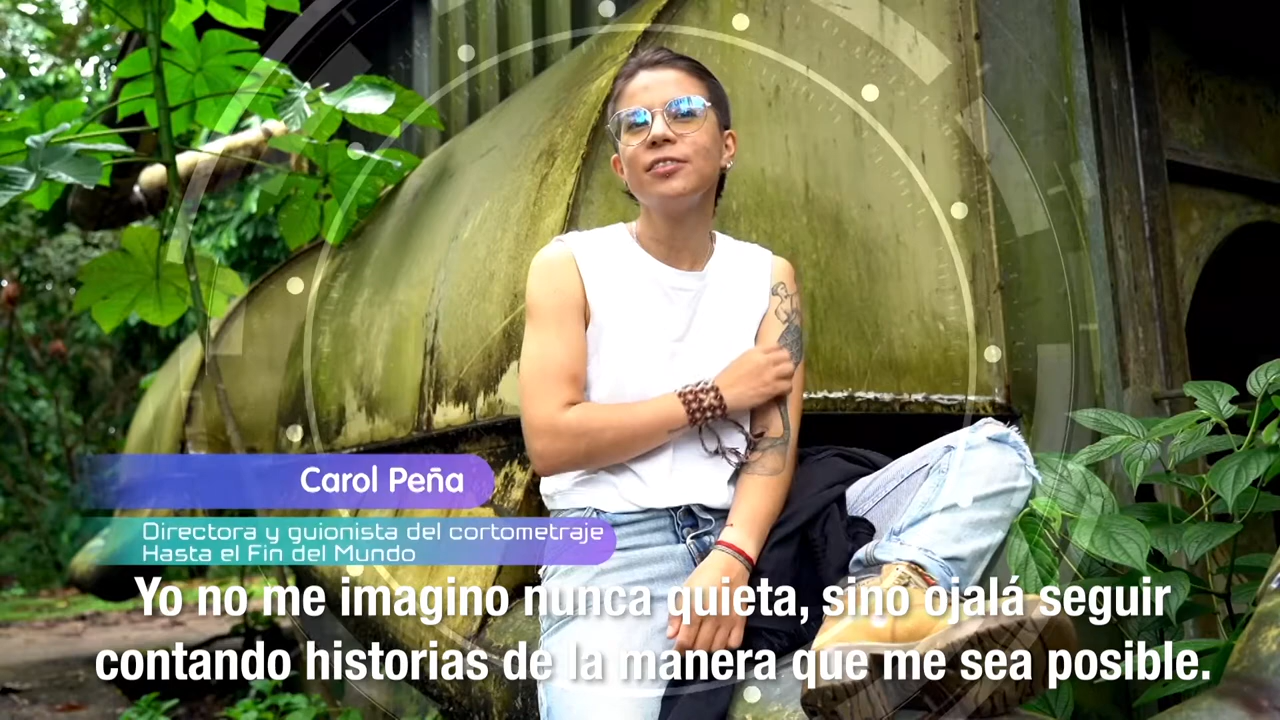 Carol Peña
Directora y guionista del cortometraje
Hasta el Fin del Mundo
Yo no me imagino nunca quieta, sino ojalá seguir
contando historias de la manera que me sea posible.